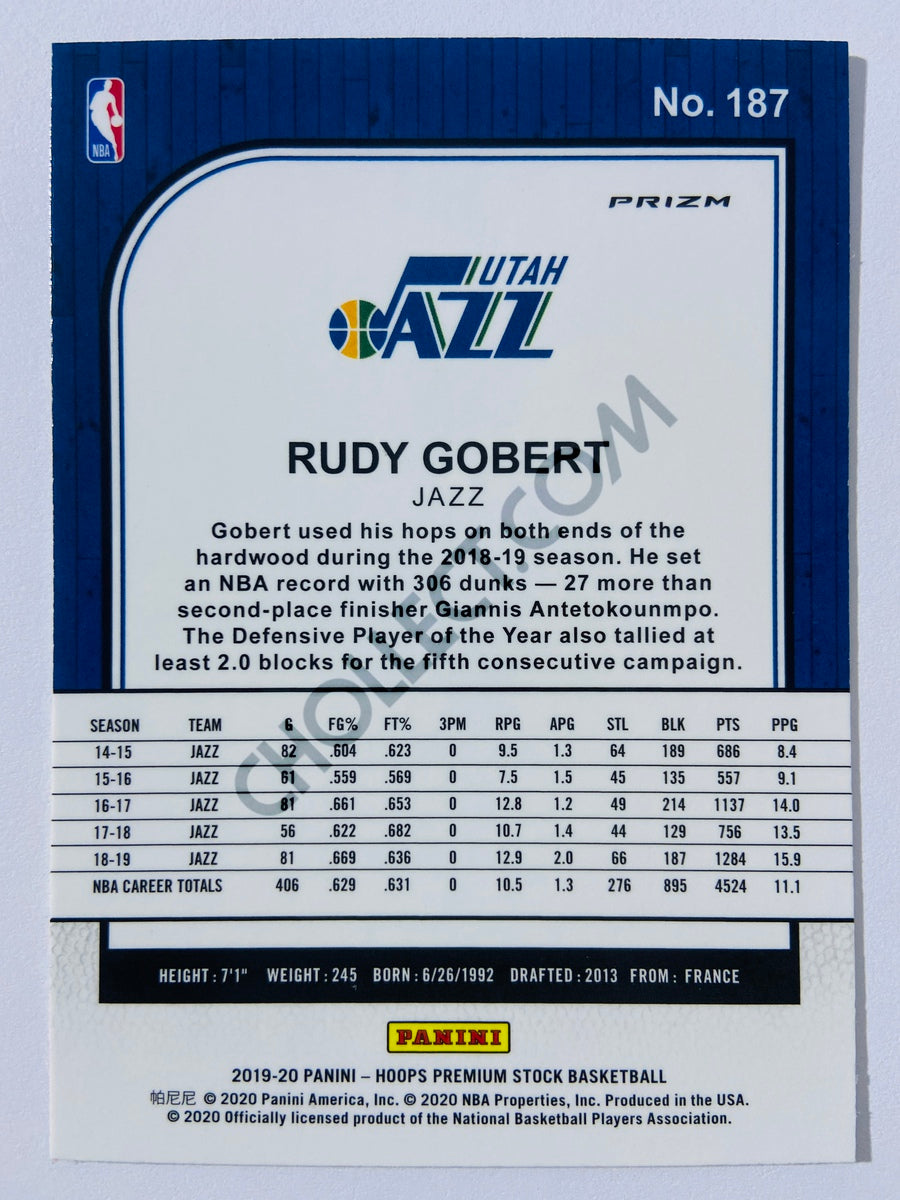 No. 187
NBA
PRIZM
UTAH
JAZZ
RUDY GOBERT
JAZZ
Gobert used his hops on both ends of the
hardwood during the 2018-19 season. He set
an NBA record with 306 dunks — 27 more than
second-place finisher Giannis Antetokounmpo.
The Defensive Player of the Year also tallied at
least 2.0 blocks for the fifth consecutive campaign.
CHOLLECT.COM
SEASON TEAM G FG% FT% 3PM RPG APG STL BLK PTS PPG
14-15 JAZZ 82 .604 .623 0 9.5 1.3 64 189 686 8.4
15-16 JAZZ 61 .559 .569 0 7.5 1.5 45 135 557 9.1
16-17 JAZZ 81 .661 .653 0 12.8 1.2 49 214 1137 14.0
17-18 JAZZ 56 .622 .682 0 10.7 1.4 44 129 756 13.5
18-19 JAZZ 81 .669 .636 0 12.9 2.0 66 187 1284 15.9
NBA CAREER TOTALS 406 .629 .631 0 10.5 1.3 276 895 4524 11.1
HEIGHT: 7'1" WEIGHT: 245 BORN: 6/26/1992 DRAFTED: 2013 FROM: FRANCE
PANINI
2019-20 PANINI – HOOPS PREMIUM STOCK BASKETBALL
帕尼尼 © 2020 Panini America, Inc. © 2020 NBA Properties, Inc. Produced in the USA.
© 2020 Officially licensed product of the National Basketball Players Association.